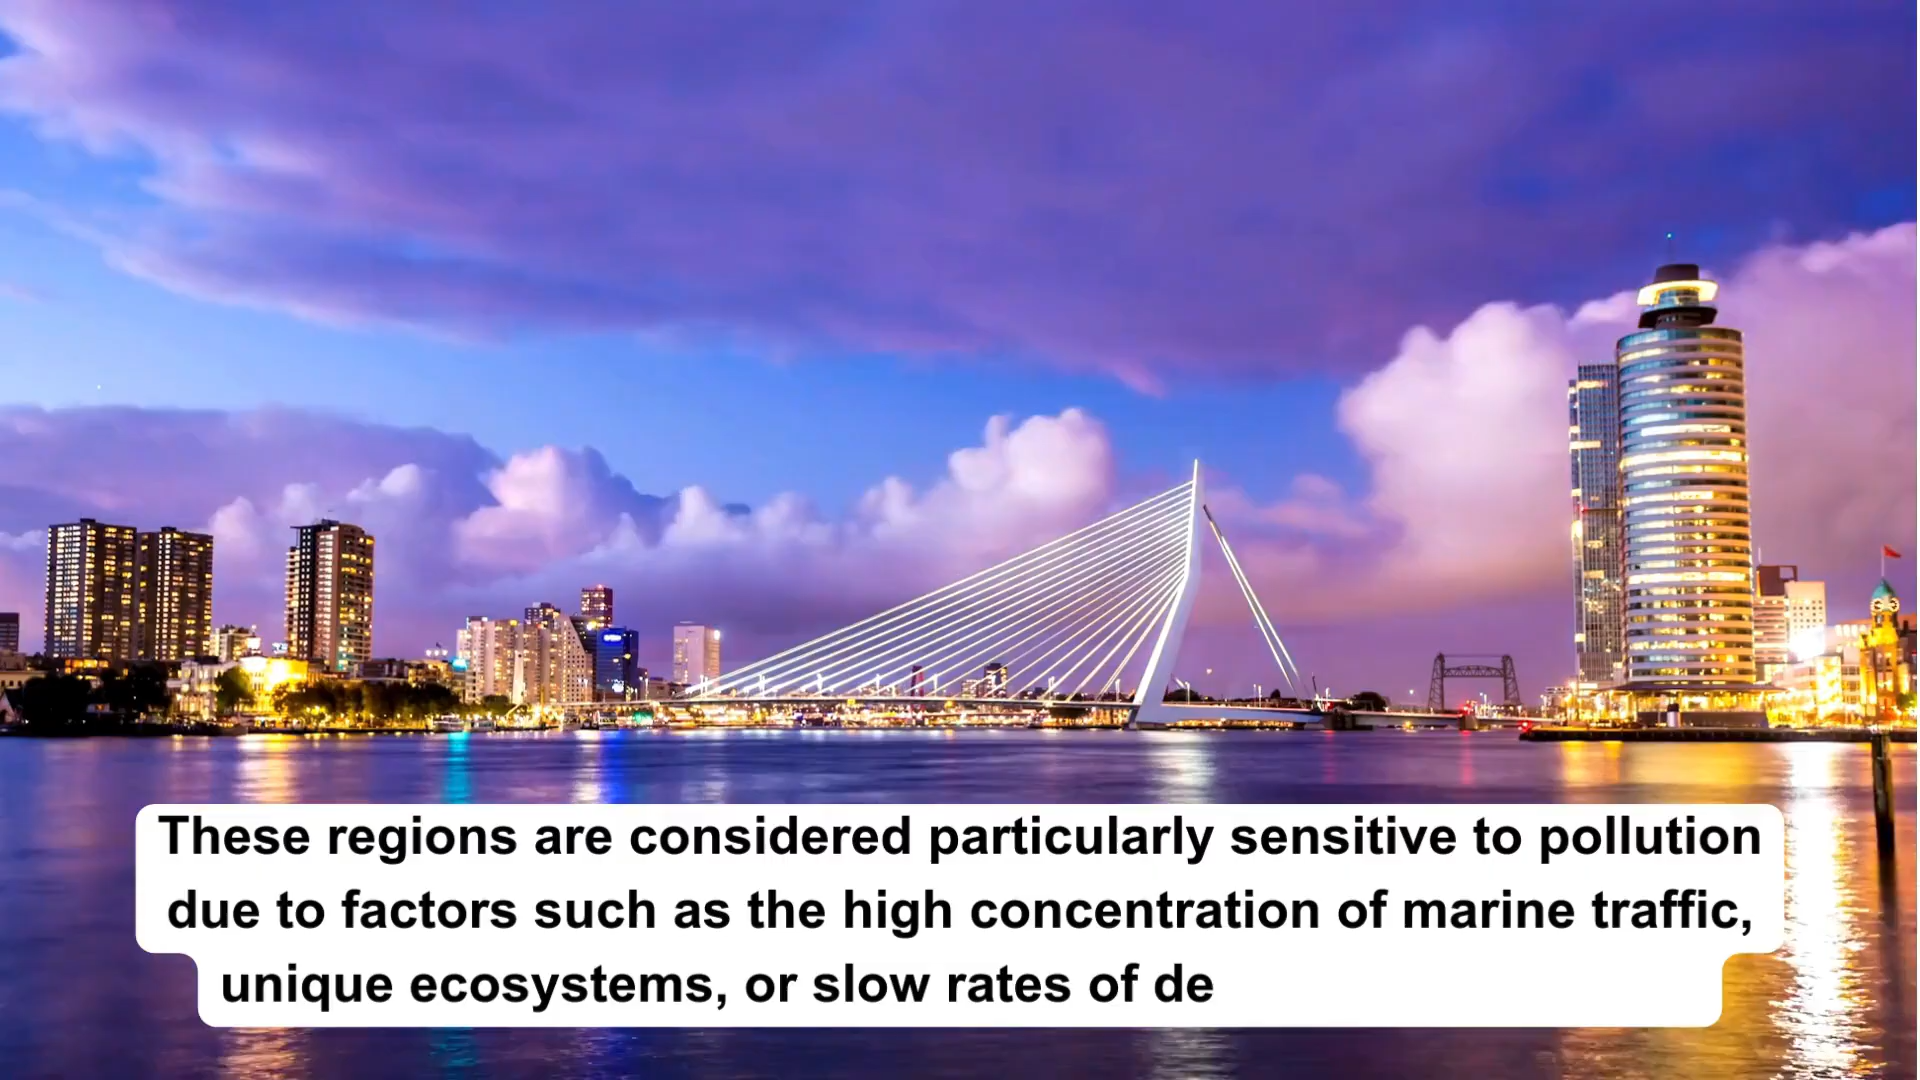 These regions are considered particularly sensitive to pollution
due to factors such as the high concentration of marine traffic,
unique ecosystems, or slow rates of de